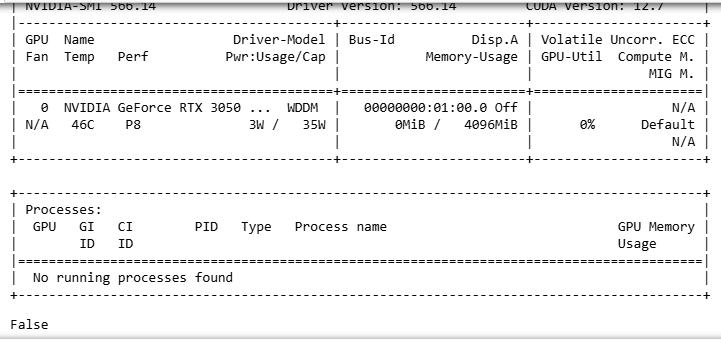 | NVIDIA-SMI 566.14                 Driver Version: 566.14         CUDA Version: 12.7     |
|-----------------------------------------+------------------------+----------------------+
| GPU  Name                  Driver-Model | Bus-Id          Disp.A | Volatile Uncorr. ECC |
| Fan  Temp   Perf          Pwr:Usage/Cap |           Memory-Usage | GPU-Util  Compute M. |
|                                         |                        |               MIG M. |
|=========================================+========================+======================|
|   0  NVIDIA GeForce RTX 3050 ...  WDDM  |   00000000:01:00.0 Off |                  N/A |
| N/A   46C    P8              3W /   35W |       0MiB /   4096MiB |      0%      Default |
|                                         |                        |                  N/A |
+-----------------------------------------+------------------------+----------------------+
+-----------------------------------------------------------------------------------------+
| Processes:                                                                              |
|  GPU   GI   CI        PID   Type   Process name                              GPU Memory |
|        ID   ID                                                               Usage      |
|=========================================================================================|
|  No running processes found                                                             |
+-----------------------------------------------------------------------------------------+
False